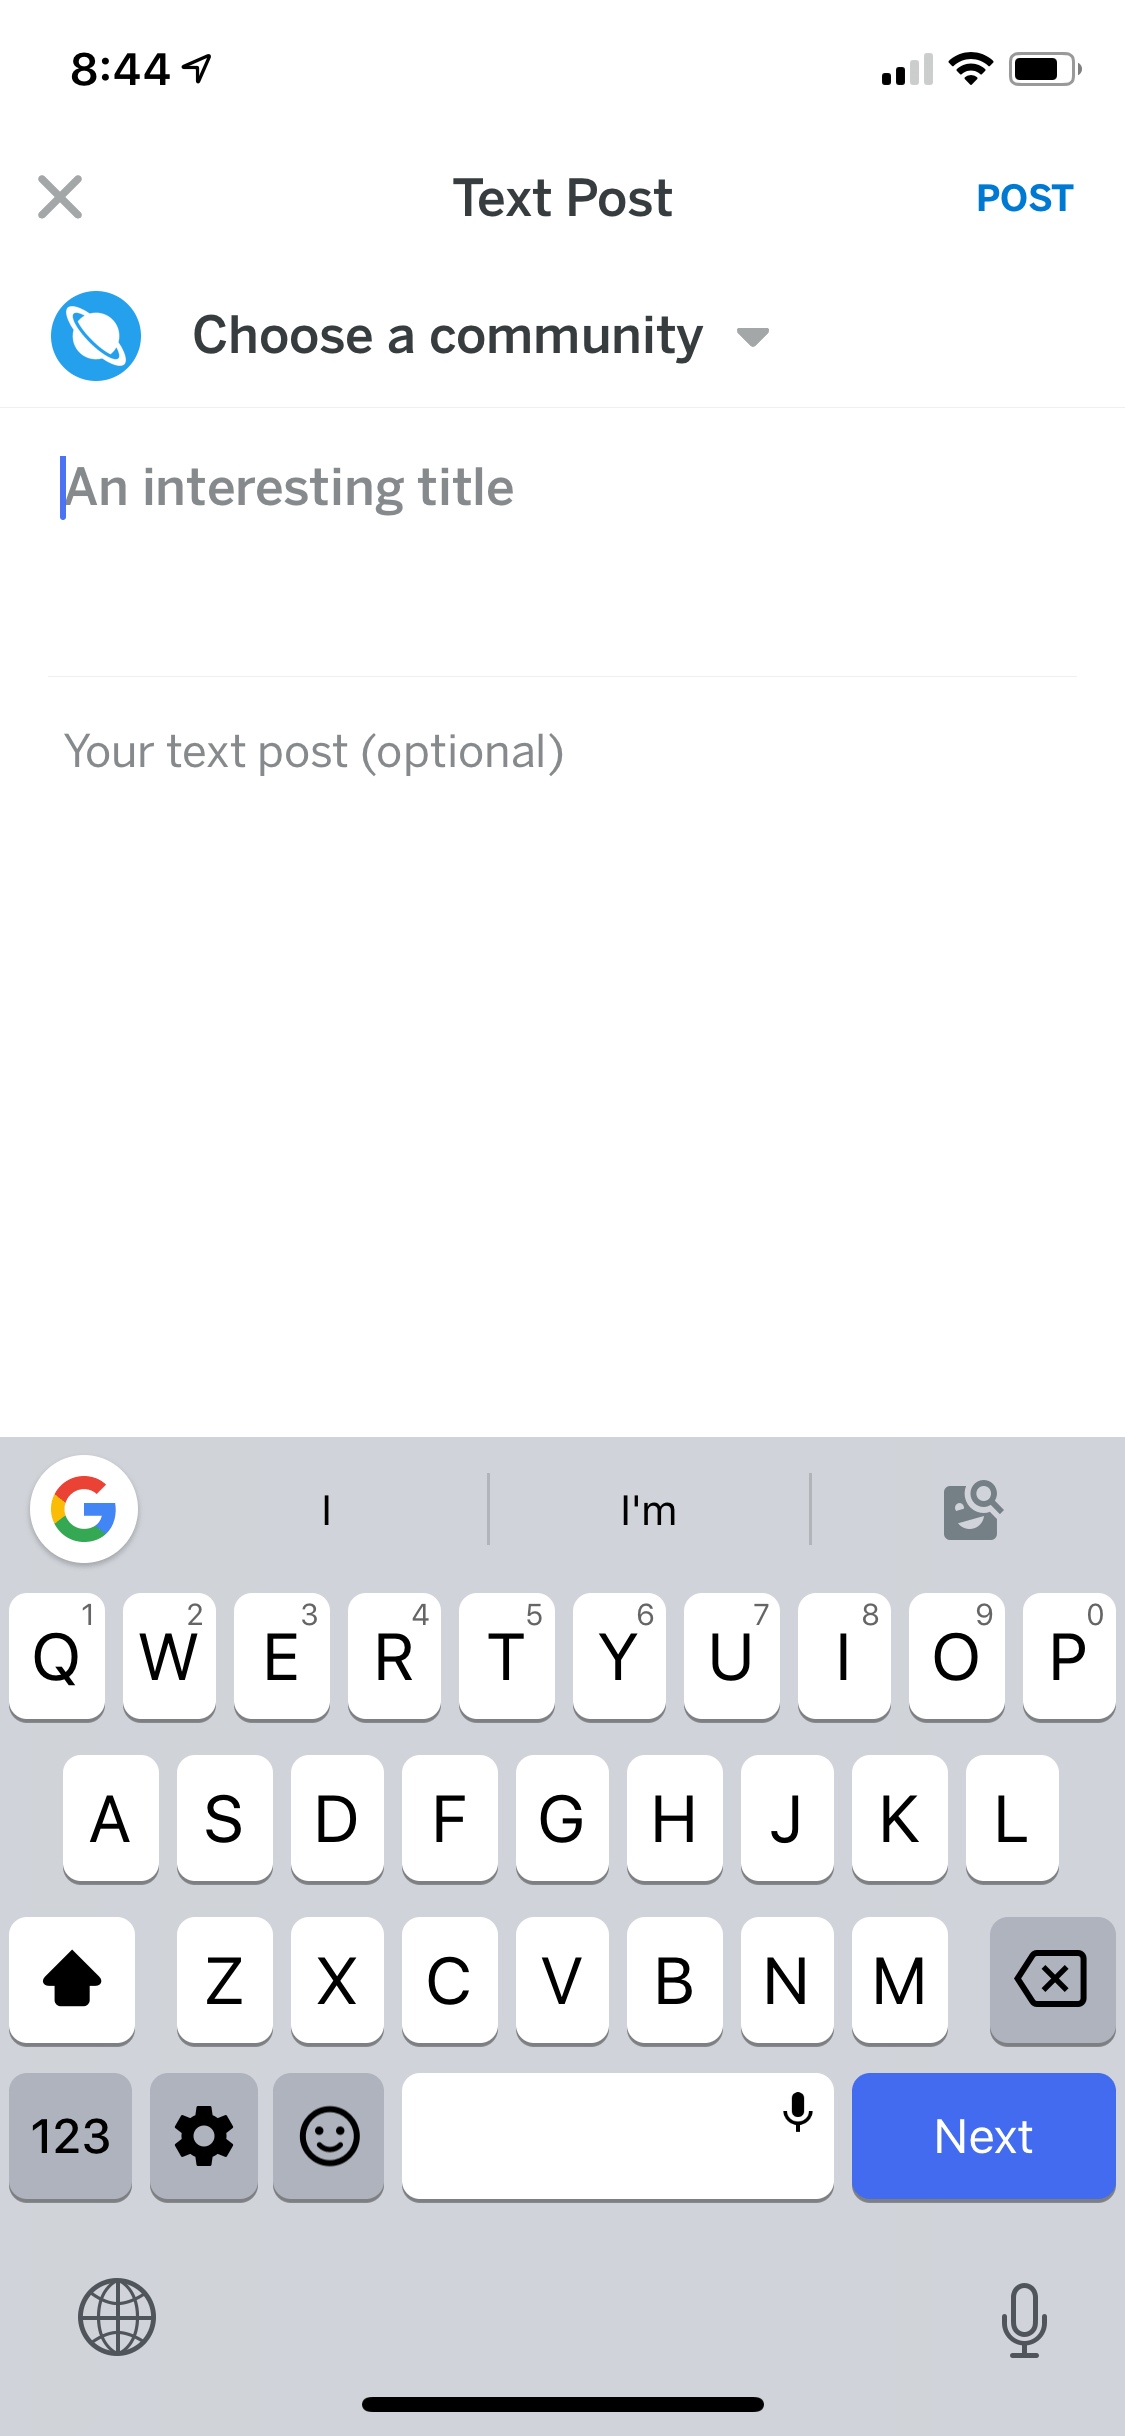 8:44
Text Post
POST
Choose a community
An interesting title
Your text post (optional)
I
I'm
1 2 3 4 5 6 7 8 9 0
Q W E R T Y U I O P
A S D F G H J K L
Z X C V B N M
123
Next